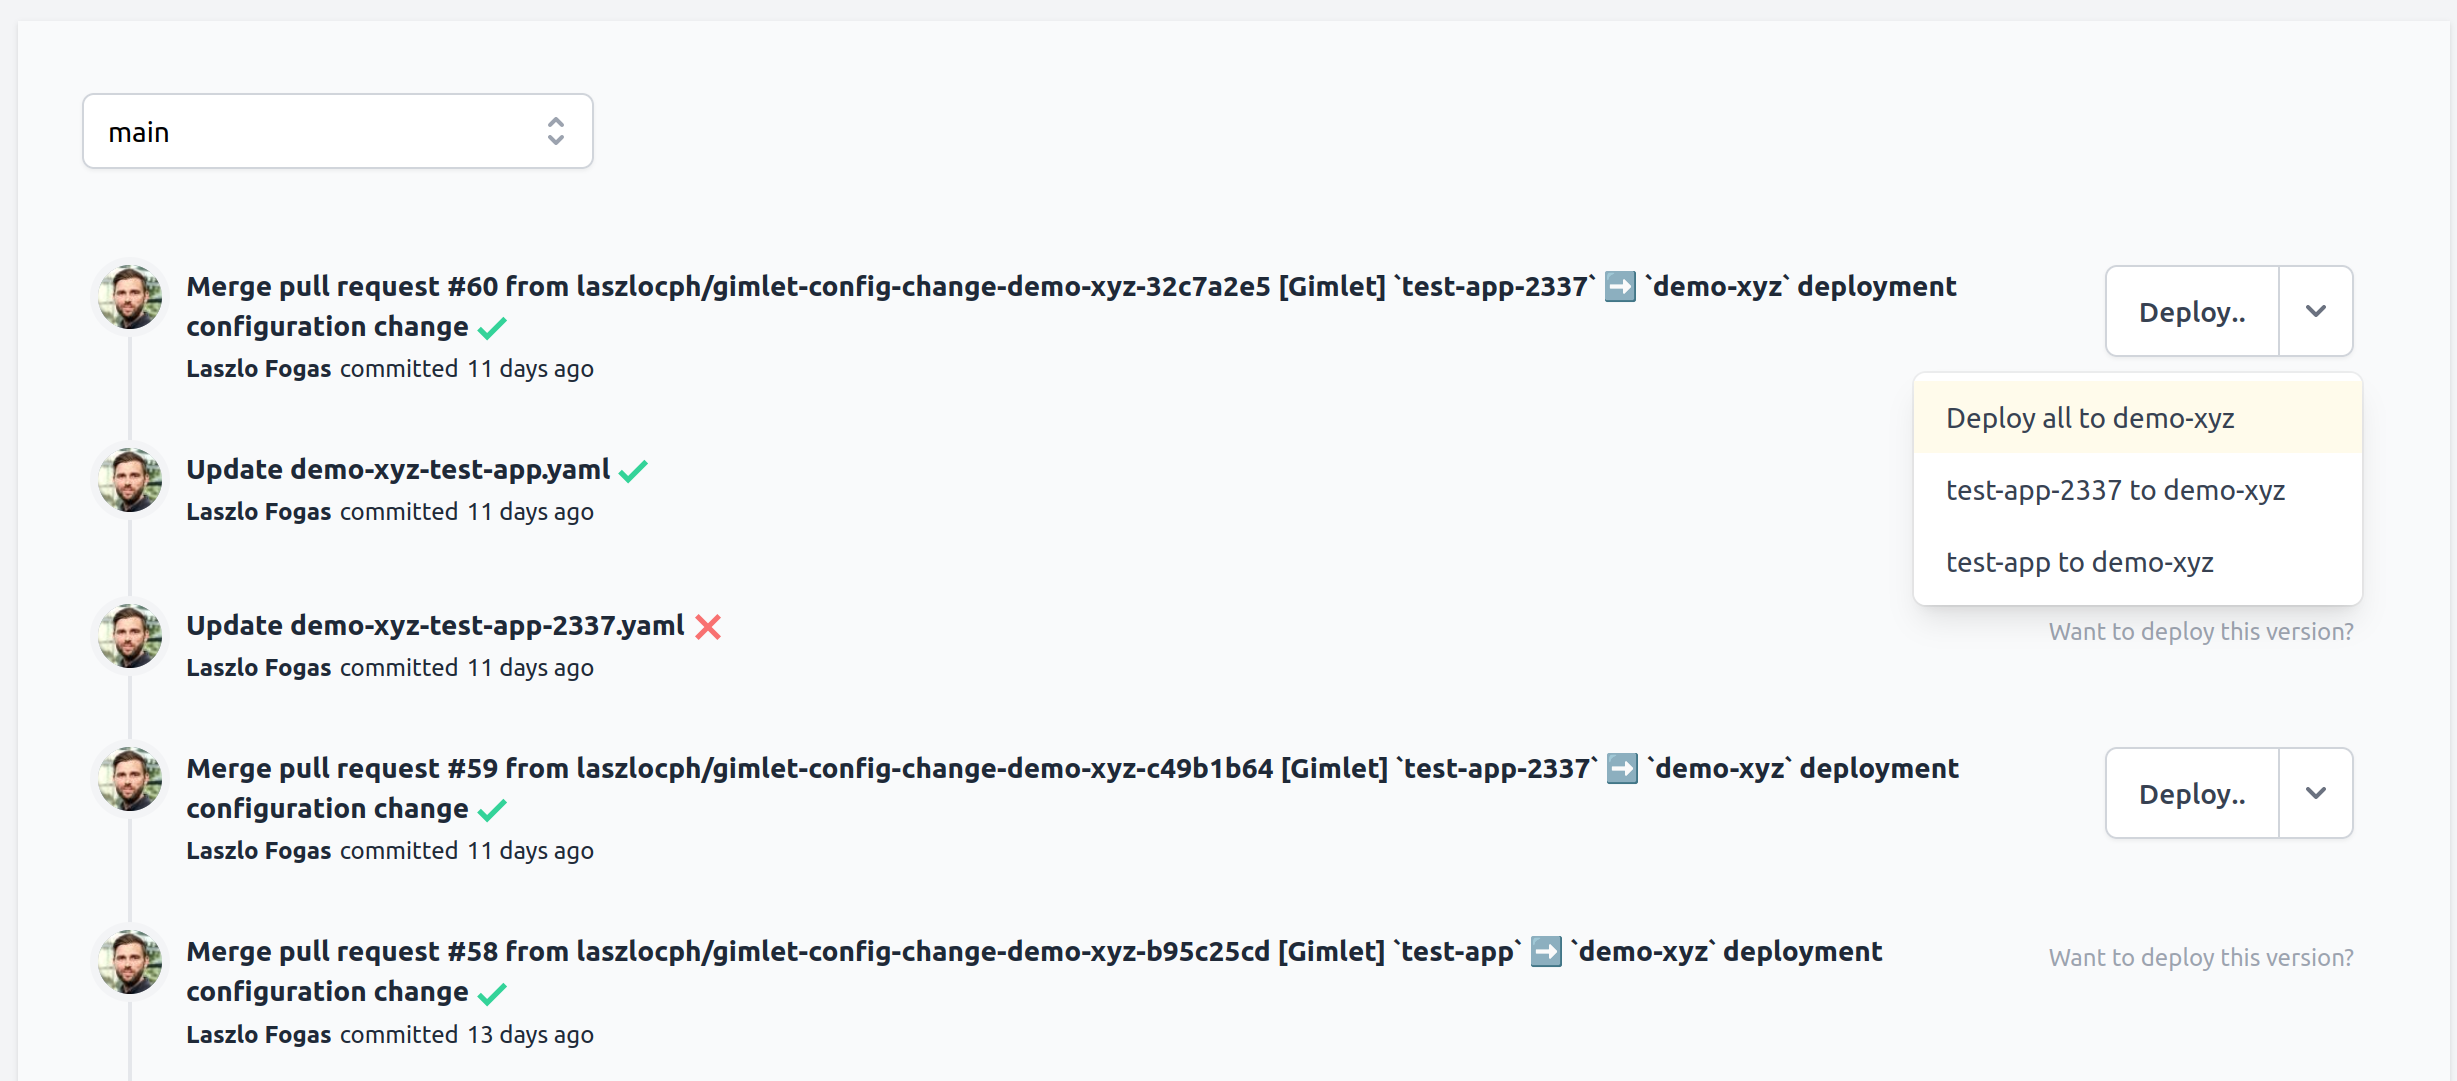 main
Merge pull request #60 from laszlocph/gimlet-config-change-demo-xyz-32c7a2e5 [Gimlet] `test-app-2337` ➡️ `demo-xyz` deployment
configuration change
Laszlo Fogas committed 11 days ago
Deploy..
Deploy all to demo-xyz
test-app-2337 to demo-xyz
test-app to demo-xyz
Update demo-xyz-test-app.yaml
Laszlo Fogas committed 11 days ago
Update demo-xyz-test-app-2337.yaml
Laszlo Fogas committed 11 days ago
Want to deploy this version?
Merge pull request #59 from laszlocph/gimlet-config-change-demo-xyz-c49b1b64 [Gimlet] `test-app-2337` ➡️ `demo-xyz` deployment
configuration change
Laszlo Fogas committed 11 days ago
Deploy..
Merge pull request #58 from laszlocph/gimlet-config-change-demo-xyz-b95c25cd [Gimlet] `test-app` ➡️ `demo-xyz` deployment
configuration change
Laszlo Fogas committed 13 days ago
Want to deploy this version?